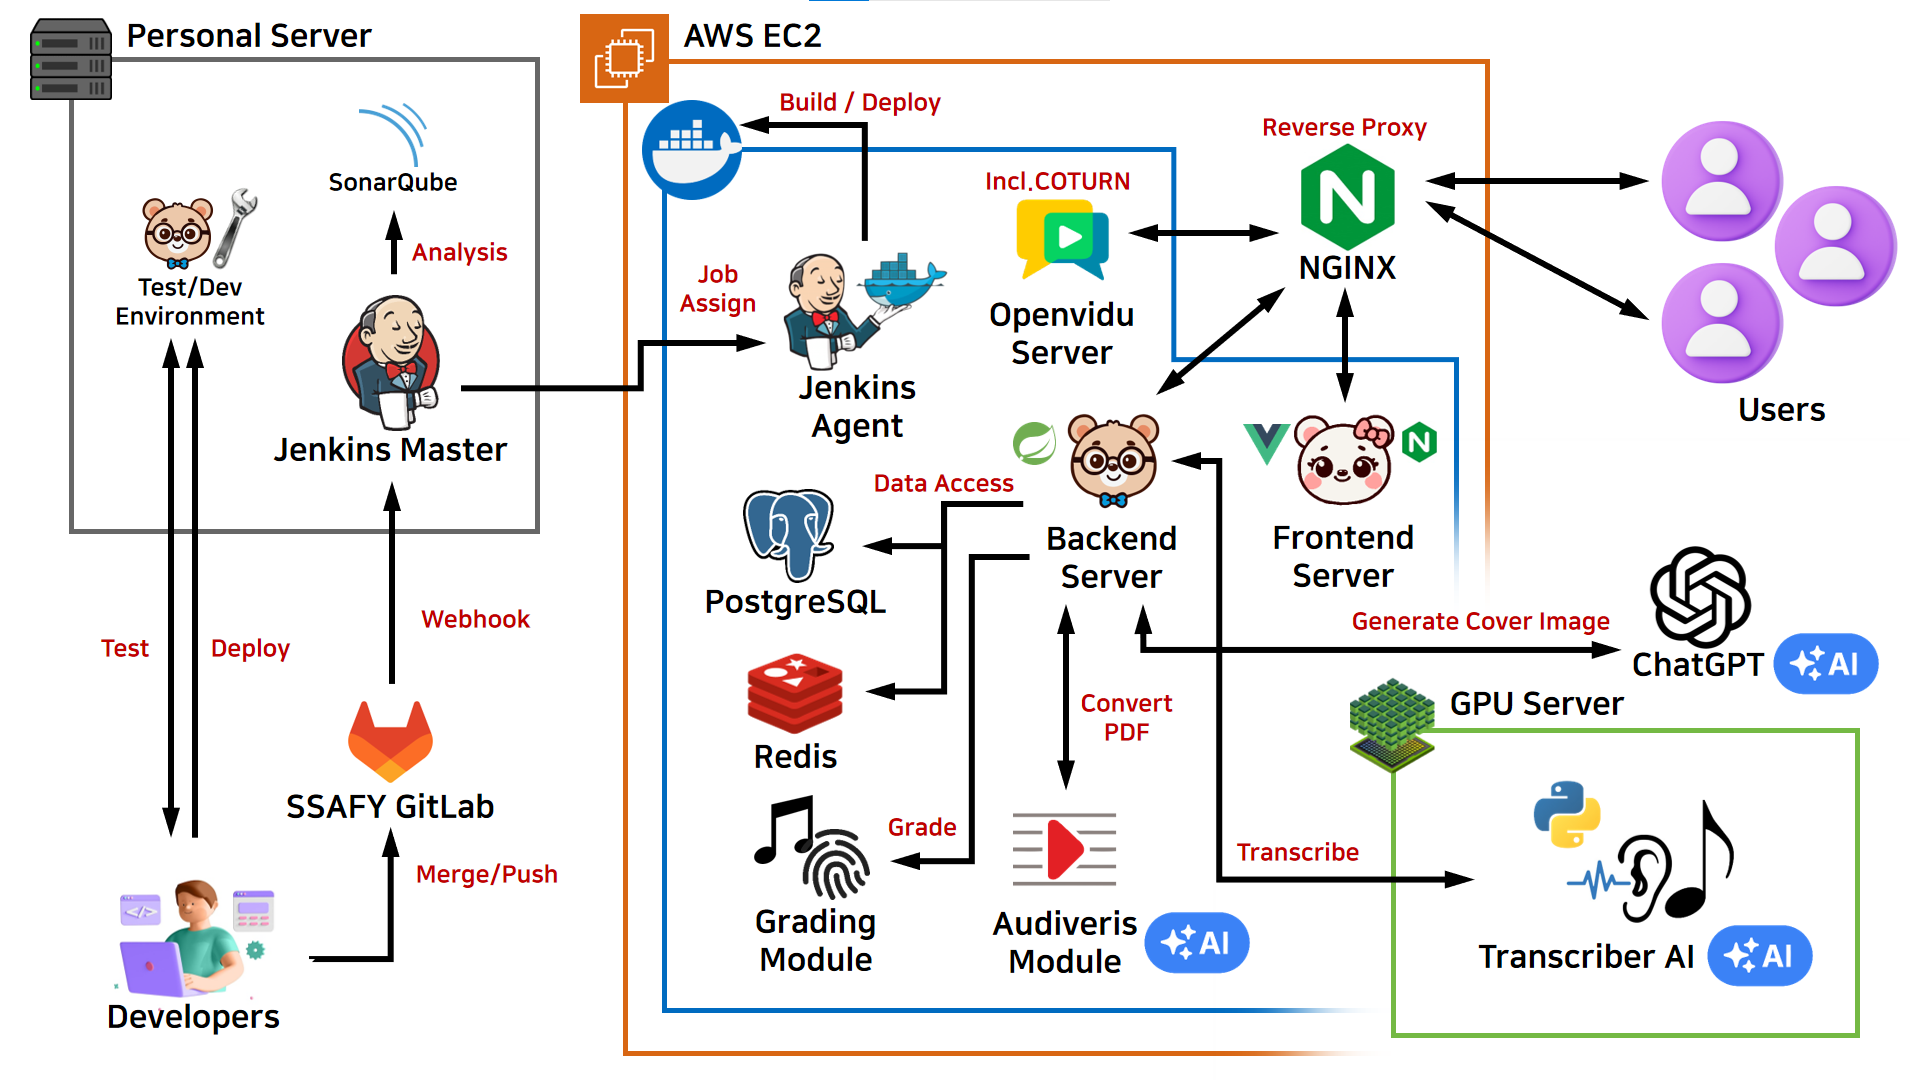 Personal Server
AWS EC2
Build / Deploy
Reverse Proxy
SonarQube
Incl.COTURN
Analysis
Test/Dev
Environment
Job
Assign
NGINX
Openvidu
Server
Jenkins
Agent
Users
Jenkins Master
Data Access
Backend
Server
Frontend
Server
PostgreSQL
Webhook
Generate Cover Image
Test
Deploy
ChatGPT
AI
Convert
PDF
GPU Server
Redis
SSAFY GitLab
Grade
Transcribe
Merge/Push
</>
Grading
Module
Audiveris
Module
AI
Transcriber AI
AI
Developers